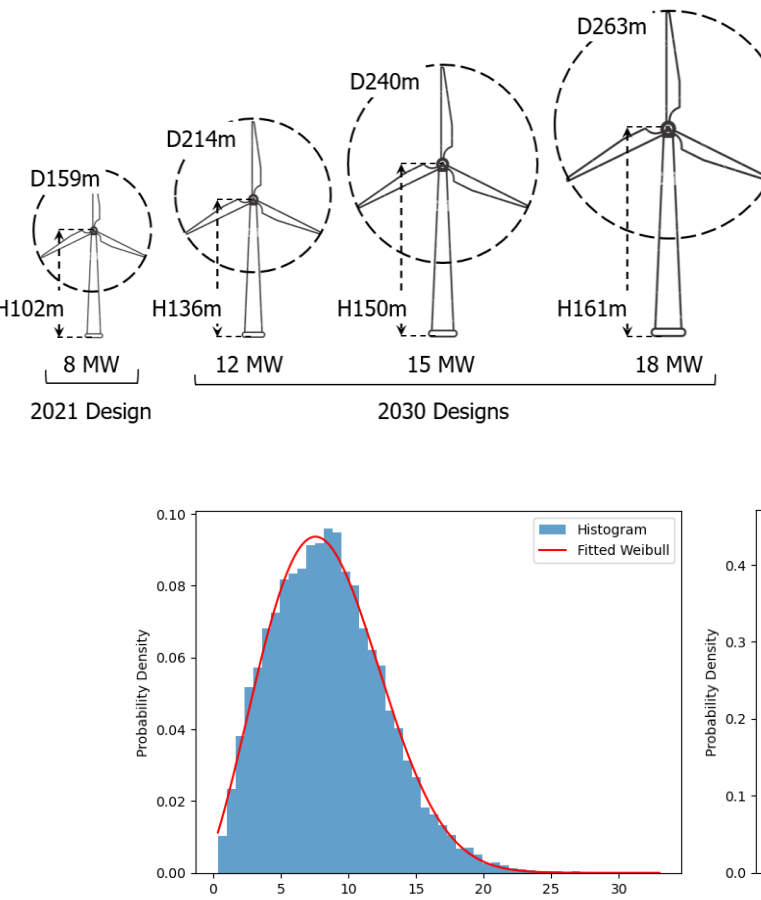 D263m
D240m
D214m
D159m
H102m
H136m
H150m
H161m
8 MW
12 MW
15 MW
18 MW
2021 Design
2030 Designs
Histogram
Fitted Weibull
Probability Density
0.10
0.08
0.06
0.04
0.02
0.00
0
5
10
15
20
25
30
Probability Density
0.4
0.3
0.2
0.1
0.0